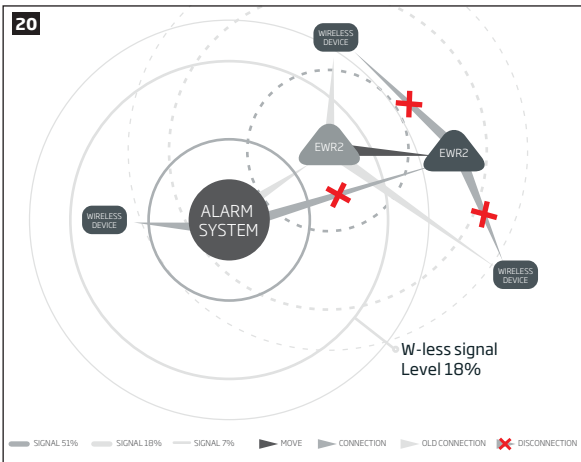 20
WIRELESS
DEVICE
EWR2
EWR2
ALARM
SYSTEM
WIRELESS
DEVICE
WIRELESS
DEVICE
W-less signal
Level 18%
SIGNAL 51%
SIGNAL 18%
SIGNAL 7%
MOVE
CONNECTION
OLD CONNECTION
DISCONNECTION